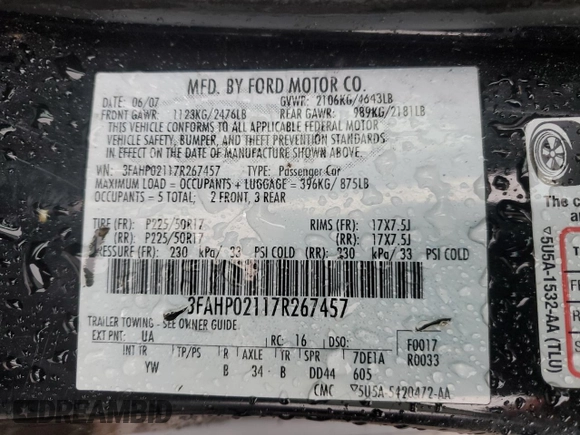 MFD. BY FORD MOTOR CO.
DATE: 06/07 GVWR: 2106KG/4643LB
FRONT GAWR: 1123KG/2476LB REAR GAWR: 989KG/2181LB
THIS VEHICLE CONFORMS TO ALL APPLICABLE FEDERAL MOTOR
VEHICLE SAFETY, BUMPER, AND THEFT PREVENTION STANDARDS
IN EFFECT ON THE DATE OF MANUFACTURE SHOWN ABOVE.
VIN: 3FAHP02117R267457 TYPE: Passenger Car
MAXIMUM LOAD = OCCUPANTS + LUGGAGE = 396KG/ 875LB
OCCUPANTS = 5 TOTAL; 2 FRONT, 3 REAR
TIRE (FR): P225/50R17 RIMS (FR): 17X7.5J
(RR): P225/50R17 (RR): 17X7.5J
PRESSURE (FR): 230 kPa/ 33 PSI COLD (RR): 230 kPa/33 PSI COLD
3FAHP02117R267457
TRAILER TOWING - SEE OWNER GUIDE.
EXT PNT: UA RC: 16 DSO: F0017
R0033
INT TR TP/PS R AXLE TR SPR 7DE1A
YW B 34 B DD44 605
CMC ▽5U5A-5420472-AA
▽5U5A-1532-AA (TLU)
DREAMBID